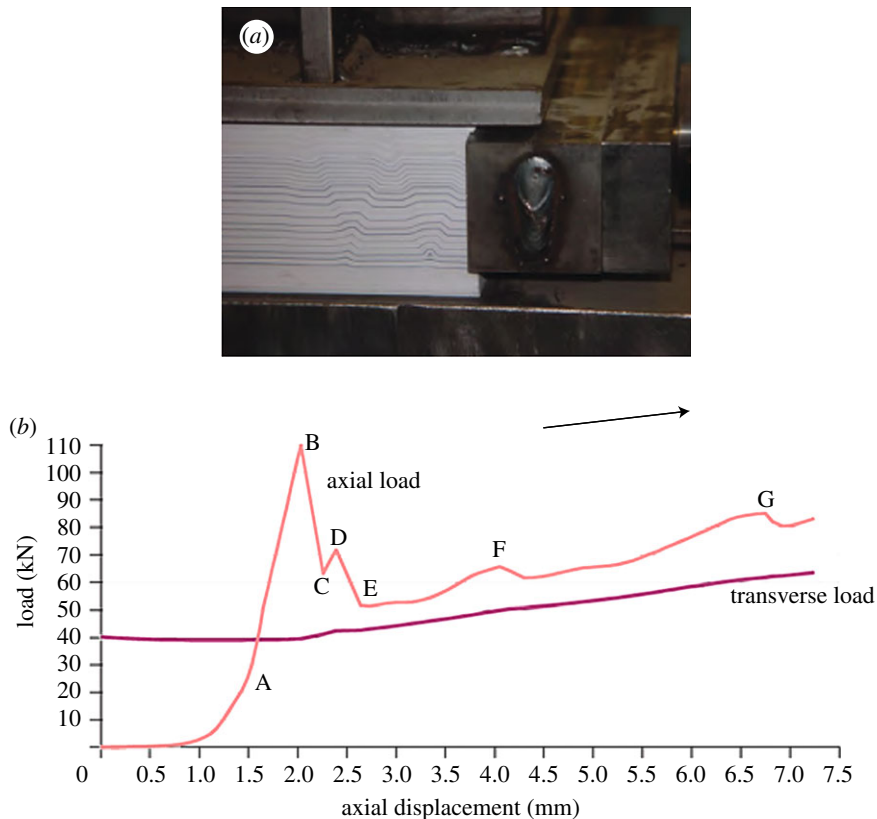 (a)
(b)
110
100
90
80
70
60
50
40
30
20
10
load (kN)
B
axial load
D
C
E
A
F
G
transverse load
0 0.5 1.0 1.5 2.0 2.5 3.0 3.5 4.0 4.5 5.0 5.5 6.0 6.5 7.0 7.5
axial displacement (mm)